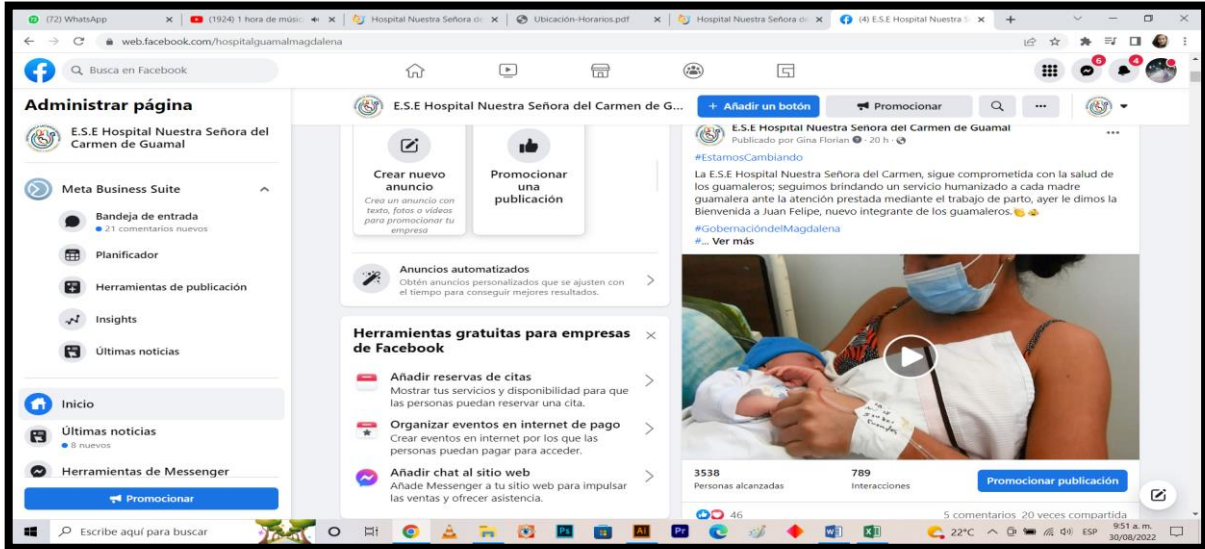 (72) WhatsApp
(1924) 1 hora de músic
Hospital Nuestra Señora de
Ubicación-Horarios.pdf
Hospital Nuestra Señora de
(4) E.S.E Hospital Nuestra S
web.facebook.com/hospitalguamalmagdalena
Busca en Facebook
6
4
Administrar página
E.S.E Hospital Nuestra Señora del
Carmen de Guamal
Meta Business Suite
Bandeja de entrada
21 comentarios nuevos
Planificador
Herramientas de publicación
Insights
Últimas noticias
Inicio
Últimas noticias
8 nuevos
Herramientas de Messenger
Promocionar
E.S.E Hospital Nuestra Señora del Carmen de G...
+ Añadir un botón
Promocionar
Crear nuevo
anuncio
Crea un anuncio con
texto, fotos o vídeos
para promocionar tu
empresa
Promocionar
una
publicación
Anuncios automatizados
Obtén anuncios personalizados que se ajusten con
el tiempo para conseguir mejores resultados.
Herramientas gratuitas para empresas
de Facebook
Añadir reservas de citas
Mostrar tus servicios y disponibilidad para que
las personas puedan reservar una cita.
Organizar eventos en internet de pago
Crear eventos en internet por los que las
personas puedan pagar para acceder.
Añadir chat al sitio web
Añade Messenger a tu sitio web para impulsar
las ventas y ofrecer asistencia.
E.S.E Hospital Nuestra Señora del Carmen de Guamal
Publicado por Gina Florian · 20 h ·
#EstamosCambiando
La E.S.E Hospital Nuestra Señora del Carmen, sigue comprometida con la salud de
los guamaleros; seguimos brindando un servicio humanizado a cada madre
guamalera ante la atención prestada mediante el trabajo de parto, ayer le dimos la
Bienvenida a Juan Felipe, nuevo integrante de los guamaleros.
#GobernacióndelMagdalena
#... Ver más
3538
Personas alcanzadas
789
Interacciones
Promocionar publicación
46
5 comentarios 20 veces compartida
Escribe aquí para buscar
22°C
ESP
9:51 a. m.
30/08/2022